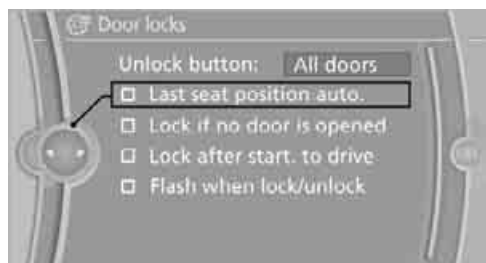 Door locks
Unlock button: All doors
Last seat position auto.
Lock if no door is opened
Lock after start. to drive
Flash when lock/unlock